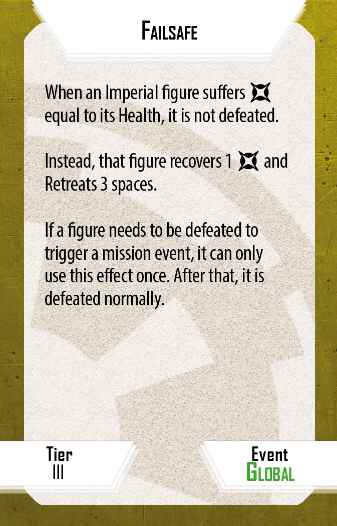 FAILSAFE
When an Imperial figure suffers
equal to its Health, it is not defeated.
Instead, that figure recovers 1 and
Retreats 3 spaces.
If a figure needs to be defeated to
trigger a mission event, it can only
use this effect once. After that, it is
defeated normally.
Tier
III
Event
GLOBAL